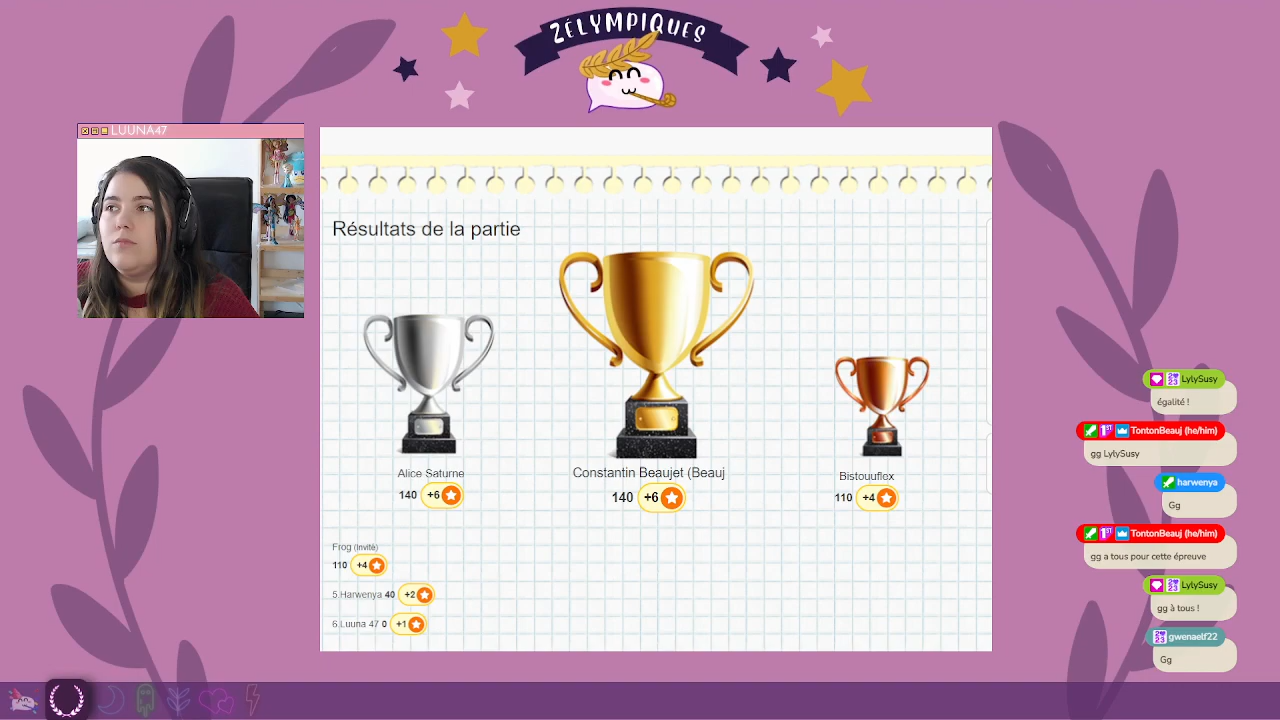 ZÉLYMPIQUES
LUUNA47
Résultats de la partie
Alice Saturne
140 +6
Constantin Beaujet (Beauj
140 +6
Bistouuflex
110 +4
Frog (invité)
110 +4
5.Harwenya 40 +2
6.Luuna 47 0 +1
LylySusy
égalité !
TontonBeauj (he/him)
gg LylySusy
harwenya
Gg
TontonBeauj (he/him)
gg a tous pour cette épreuve
LylySusy
gg à tous !
gwenaelf22
Gg